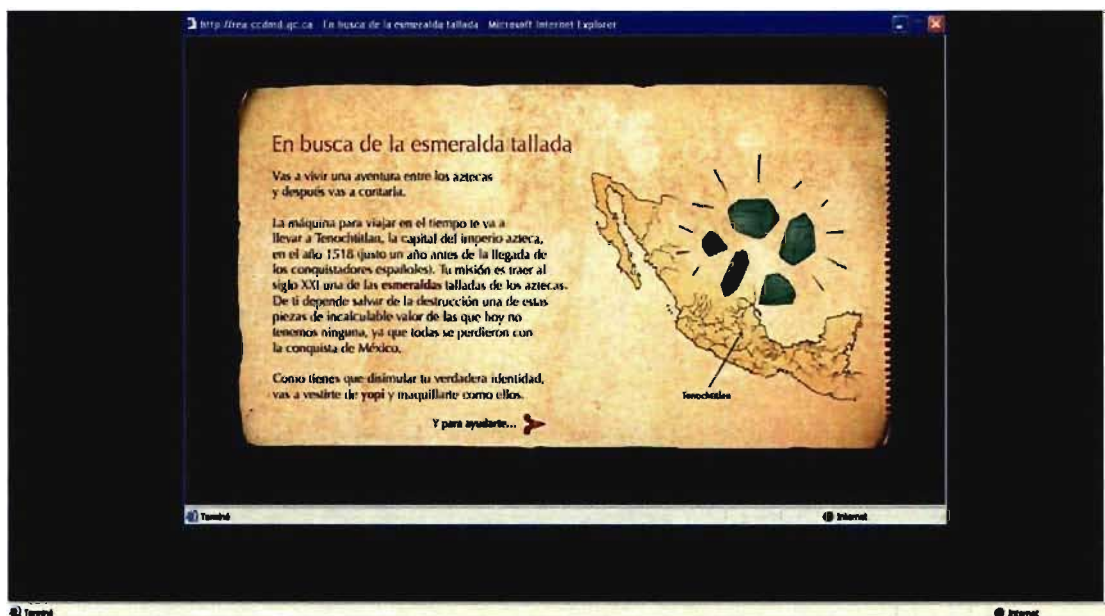 http://rea.ccdmd.qc.ca - En busca de la esmeralda tallada - Microsoft Internet Explorer
En busca de la esmeralda tallada
Vas a vivir una aventura entre los aztecas
y después vas a contarla.
La máquina para viajar en el tiempo te va a
llevar a Tenochtitlan, la capital del imperio azteca,
en el año 1518 (justo un año antes de la llegada de
los conquistadores españoles). Tu misión es traer al
siglo XXI una de las esmeraldas talladas de los aztecas.
De ti depende salvar de la destrucción una de estas
piezas de incalculable valor de las que hoy no
tenemos ninguna, ya que todas se perdieron con
la conquista de México.
Como tienes que disimular tu verdadera identidad,
vas a vestirte de yopi y maquillarte como ellos.
Y para ayudarte...
Tenochtitlan
Terminé
Internet
Terminé
Internet